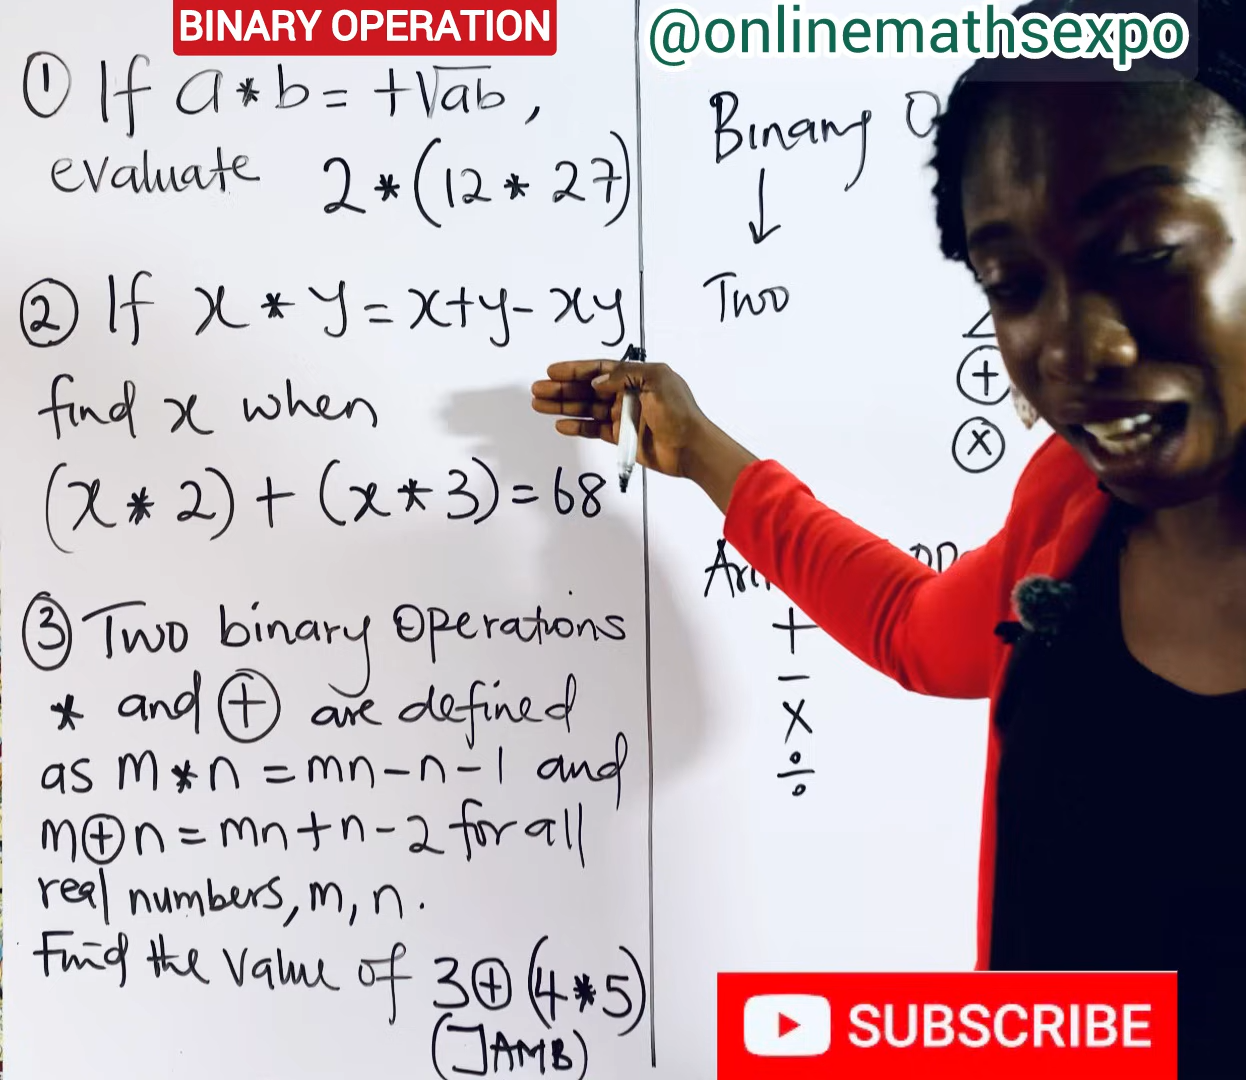 BINARY OPERATION
@onlinemathsexpo
① If a * b = +√ab ,
evaluate 2 * (12 * 27)
② If x * y = x+y - xy
find x when
(x * 2) + (x * 3) = 68
③ Two binary operations
* and ⊕ are defined
as m * n = mn - n - 1 and
m ⊕ n = mn + n - 2 for all
real numbers, m, n.
Find the value of 3 ⊕ (4 * 5)
(JAMB)
Binary
↓
Two
⊕
ⓧ
+
−
×
÷
SUBSCRIBE